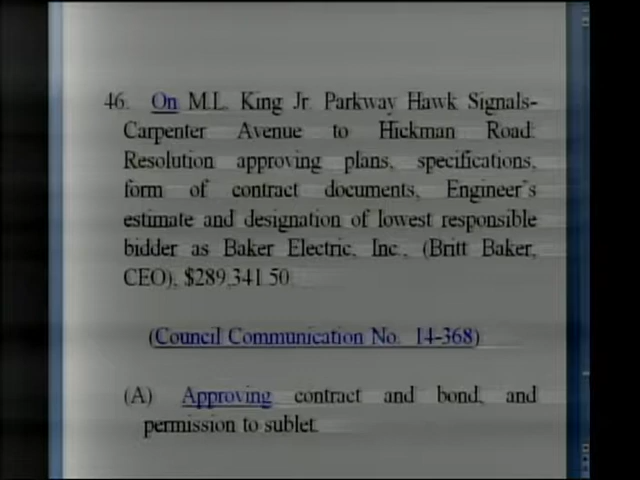 46. On M.L. King Jr. Parkway Hawk Signals-
Carpenter Avenue to Hickman Road:
Resolution approving plans, specifications,
form of contract documents, Engineer's
estimate and designation of lowest responsible
bidder as Baker Electric, Inc., (Britt Baker,
CEO), $289,341.50.
(Council Communication No. 14-368)
(A) Approving contract and bond, and
permission to sublet.